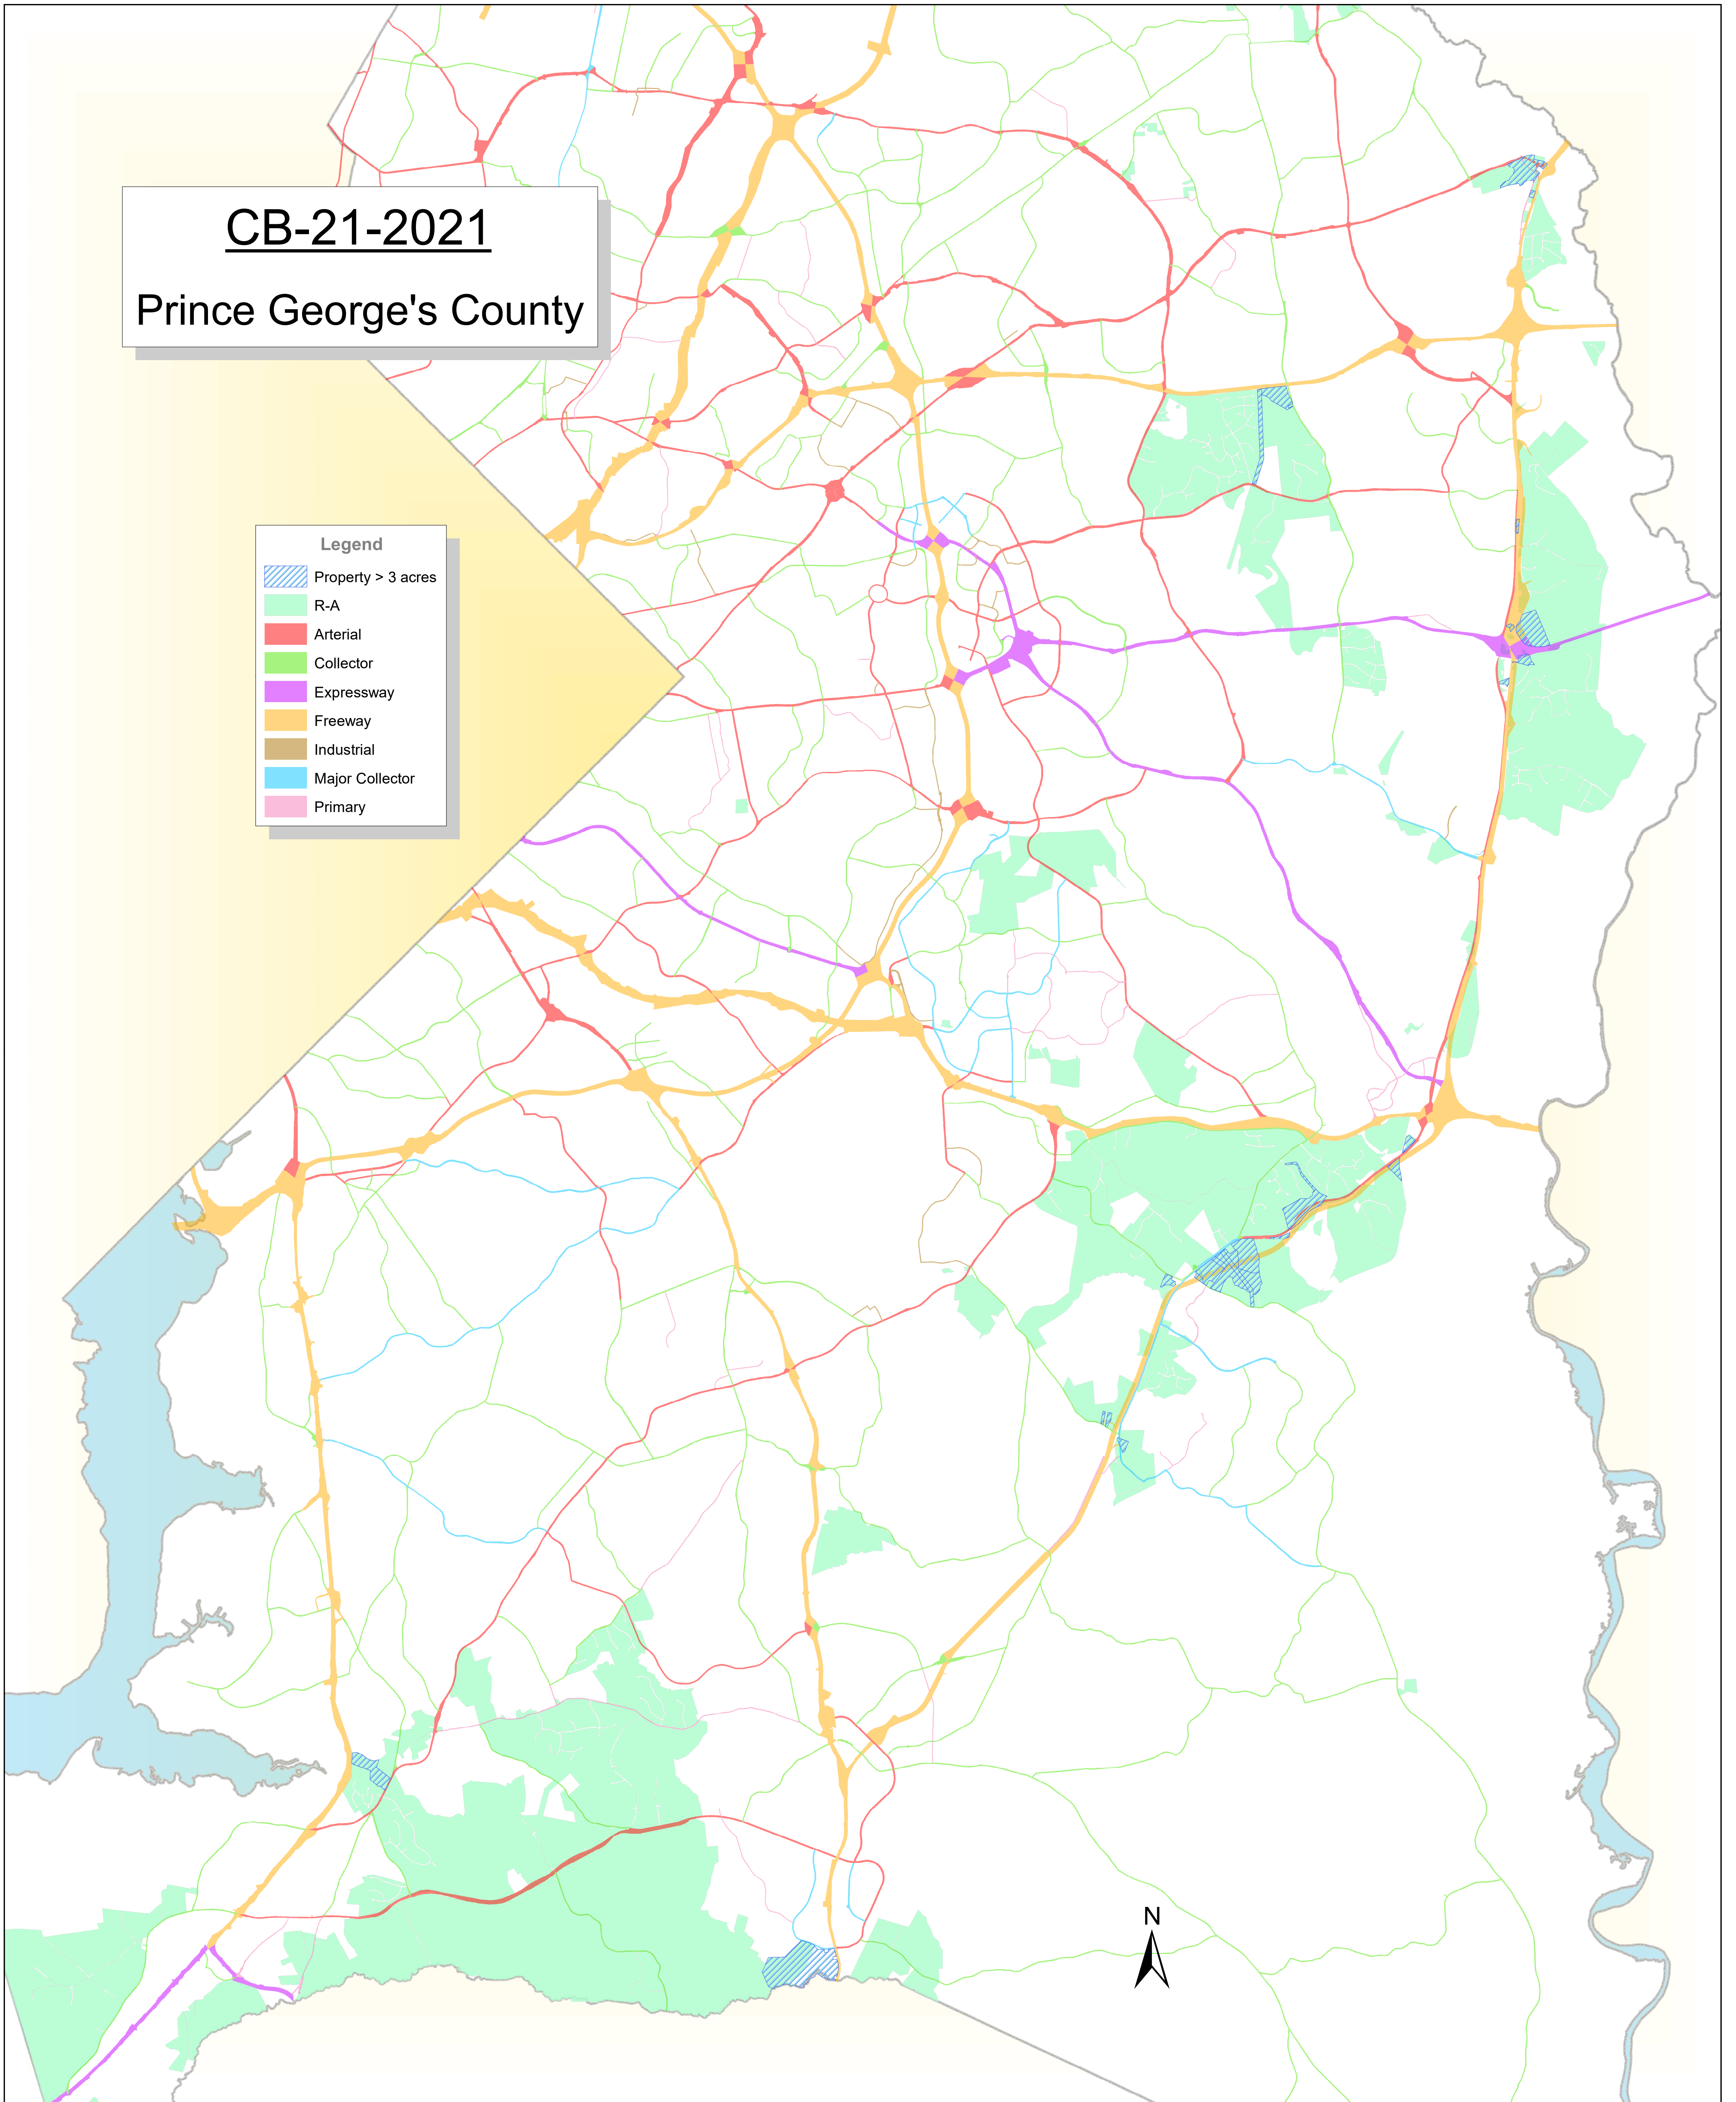 CB-21-2021
Prince George's County
Legend
Property > 3 acres
R-A
Arterial
Collector
Expressway
Freeway
Industrial
Major Collector
Primary
N